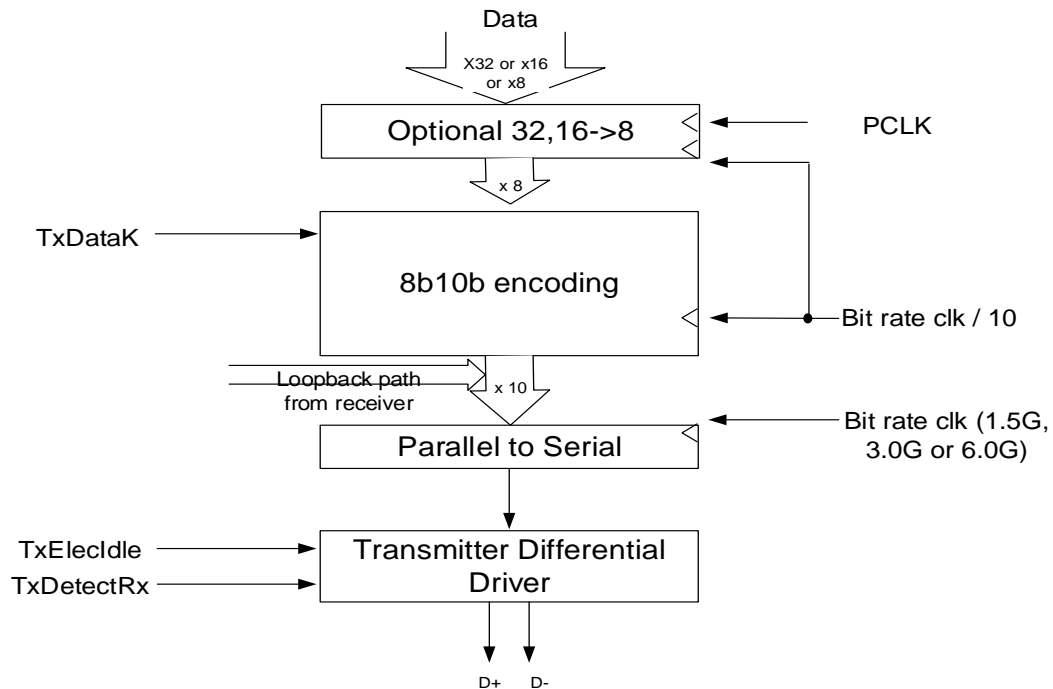 Data
X32 or x16
or x8
Optional 32,16->8
PCLK
x 8
TxDataK
8b10b encoding
Bit rate clk / 10
Loopback path
from receiver
x 10
Bit rate clk (1.5G,
3.0G or 6.0G)
Parallel to Serial
TxElecIdle
TxDetectRx
Transmitter Differential
Driver
D+
D-